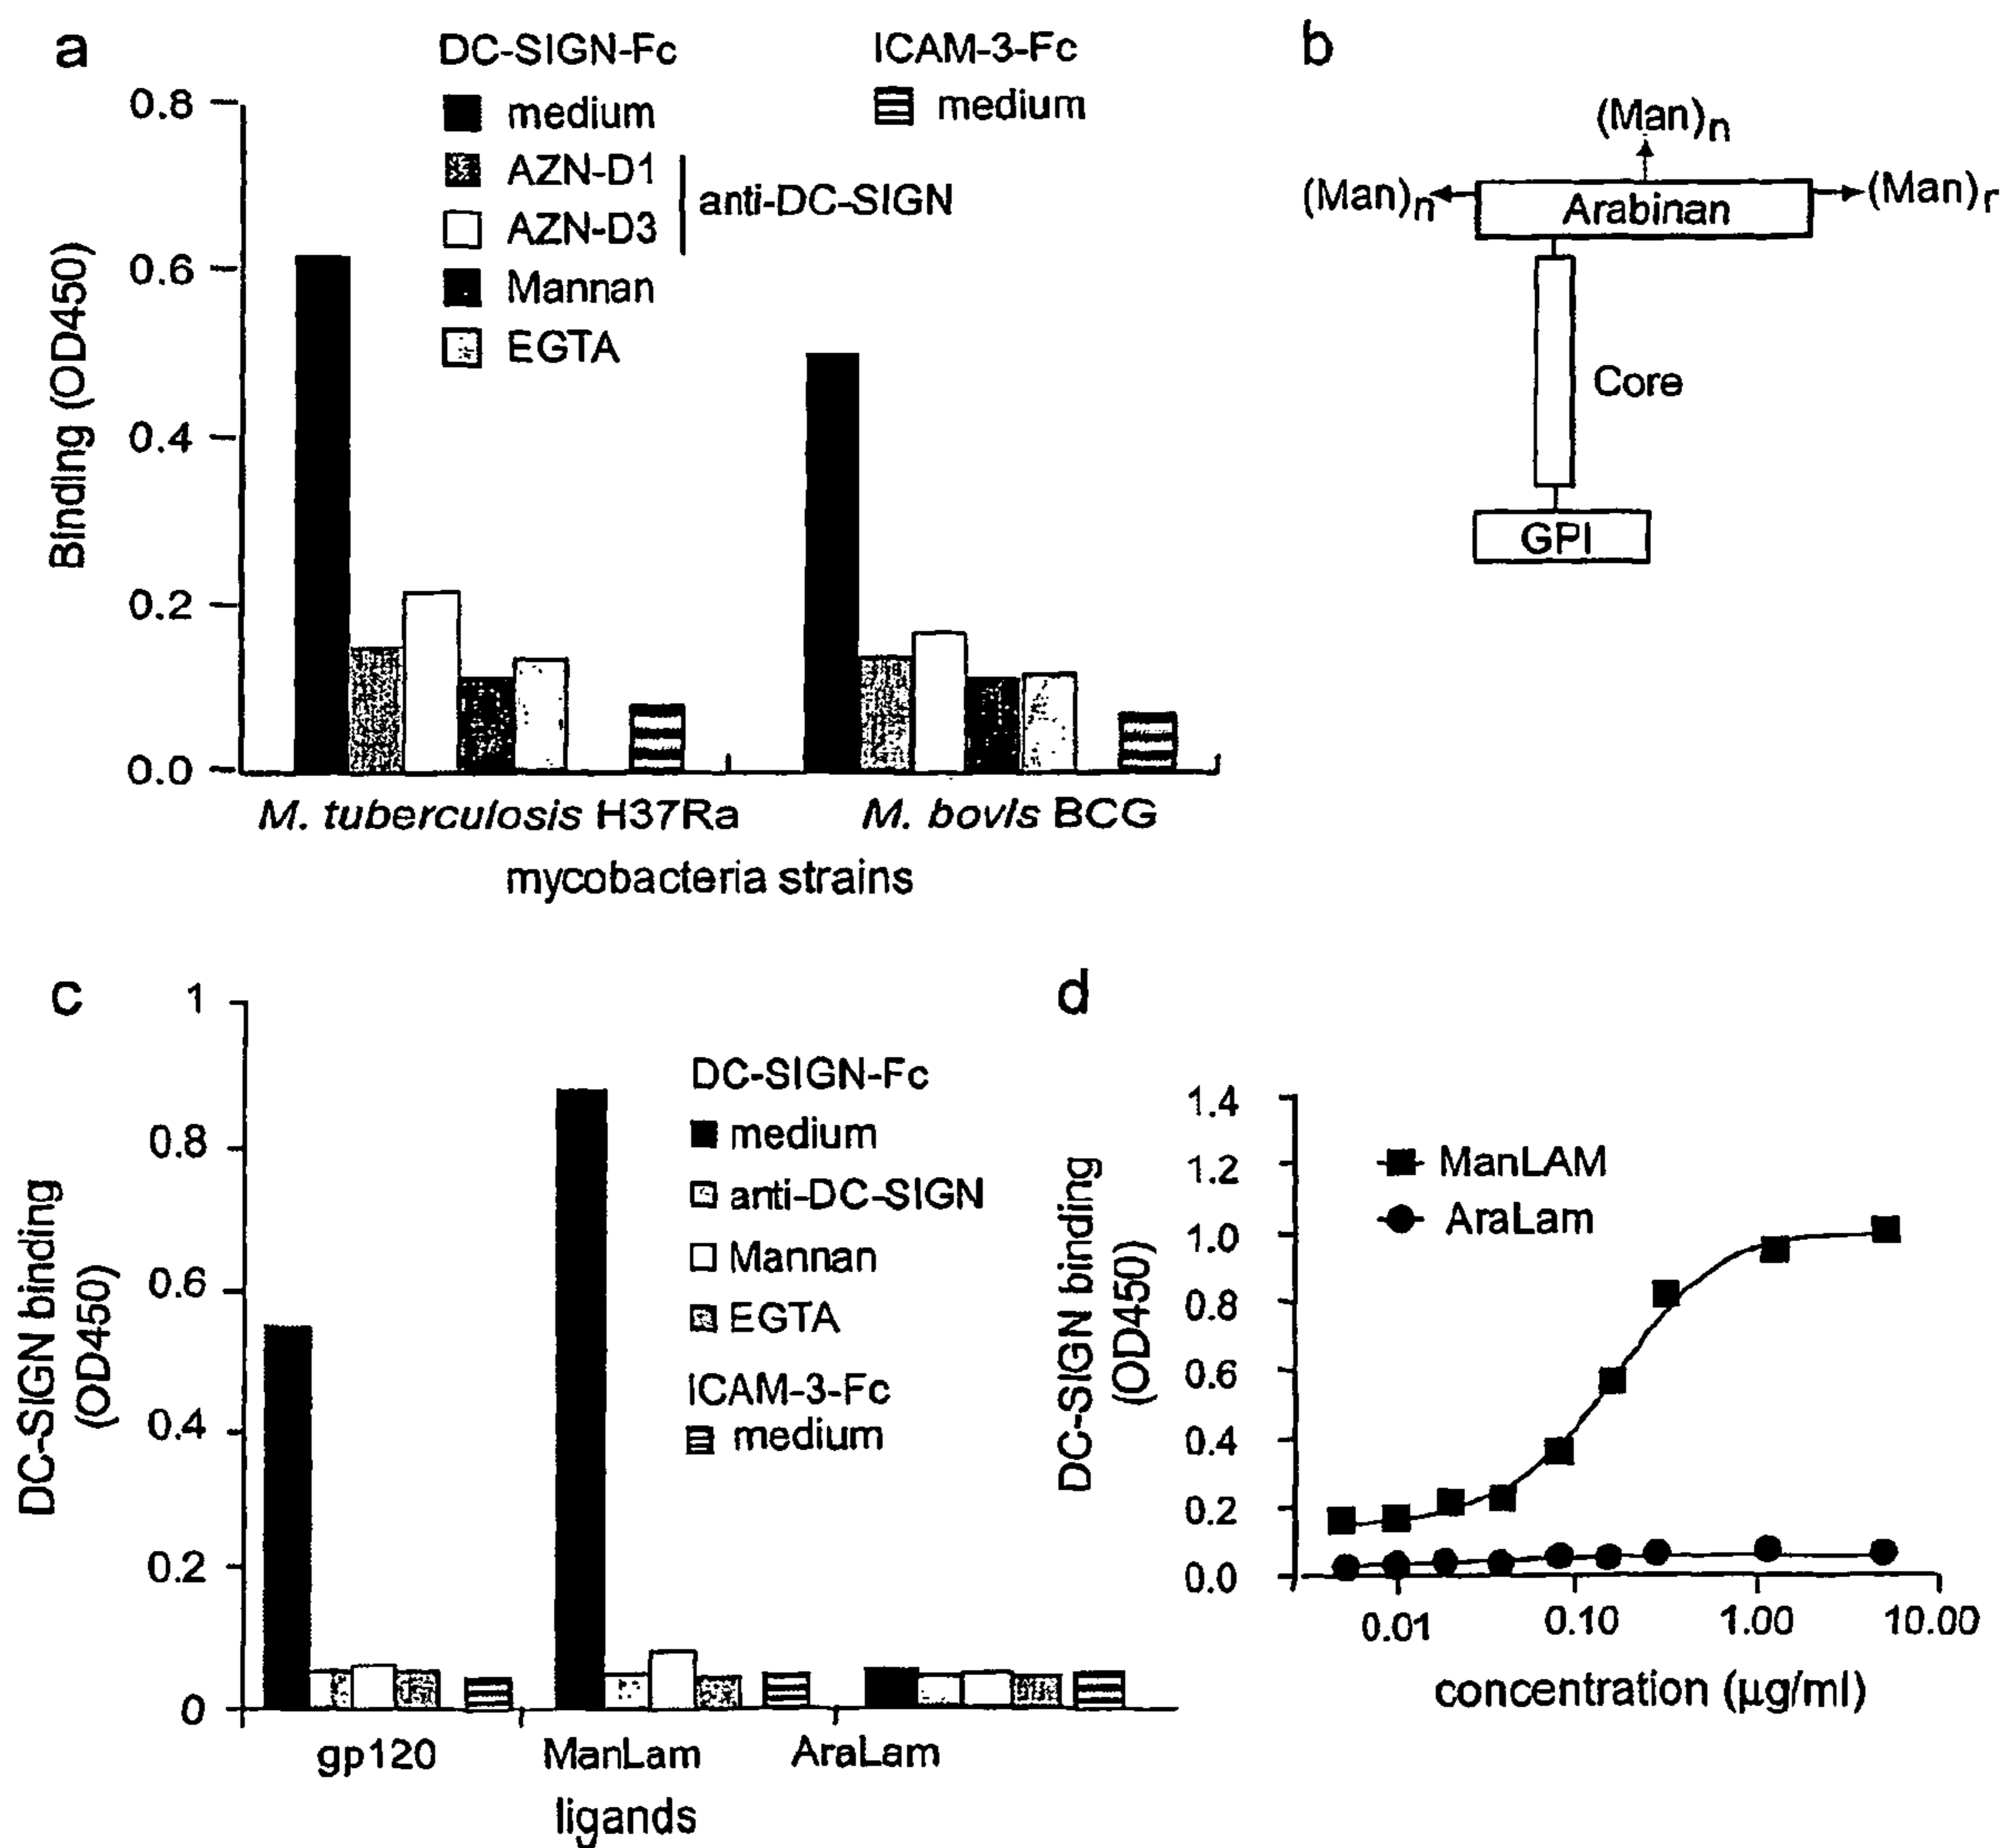 a
DC-SIGN-Fc
medium
AZN-D1
AZN-D3
anti-DC-SIGN
Mannan
EGTA
ICAM-3-Fc
medium
Binding (OD450)
0.8
0.6
0.4
0.2
0.0
M. tuberculosis H37Ra
M. bovis BCG
mycobacteria strains
b
(Man)n
(Man)n
(Man)r
Arabinan
Core
GPI
c
DC-SIGN binding
(OD450)
1
0.8
0.6
0.4
0.2
0
DC-SIGN-Fc
medium
anti-DC-SIGN
Mannan
EGTA
ICAM-3-Fc
medium
gp120
ManLam
AraLam
ligands
d
DC-SIGN binding
(OD450)
1.4
1.2
1.0
0.8
0.6
0.4
0.2
0.0
ManLAM
AraLam
0.01
0.10
1.00
10.00
concentration (µg/ml)